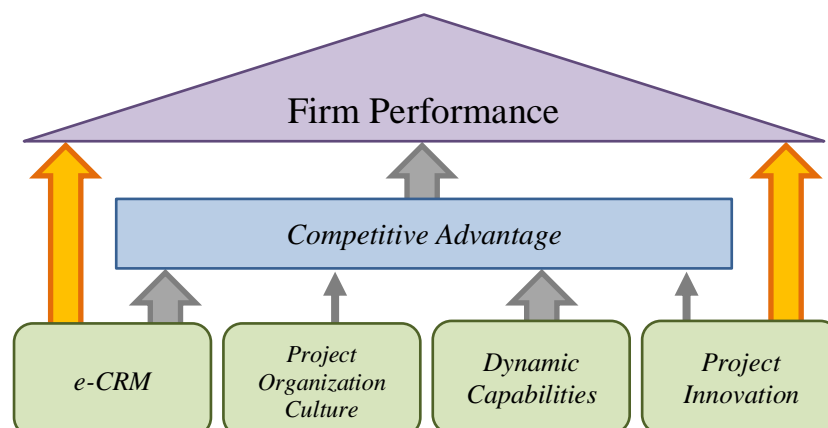 Firm Performance
Competitive Advantage
e-CRM
Project
Organization
Culture
Dynamic
Capabilities
Project
Innovation